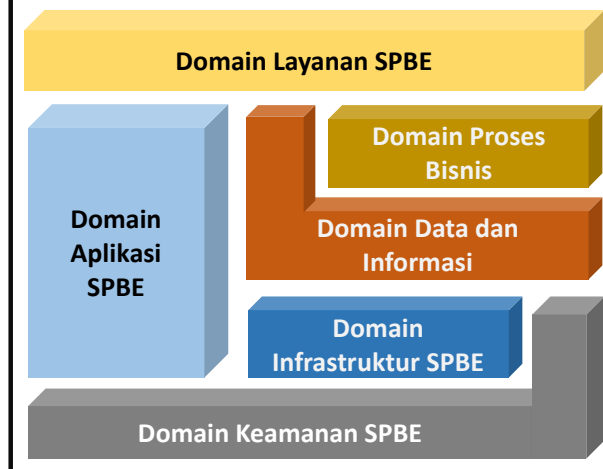 Domain Layanan SPBE
Domain Proses
Bisnis
Domain
Aplikasi
SPBE
Domain Data dan
Informasi
Domain
Infrastruktur SPBE
Domain Keamanan SPBE